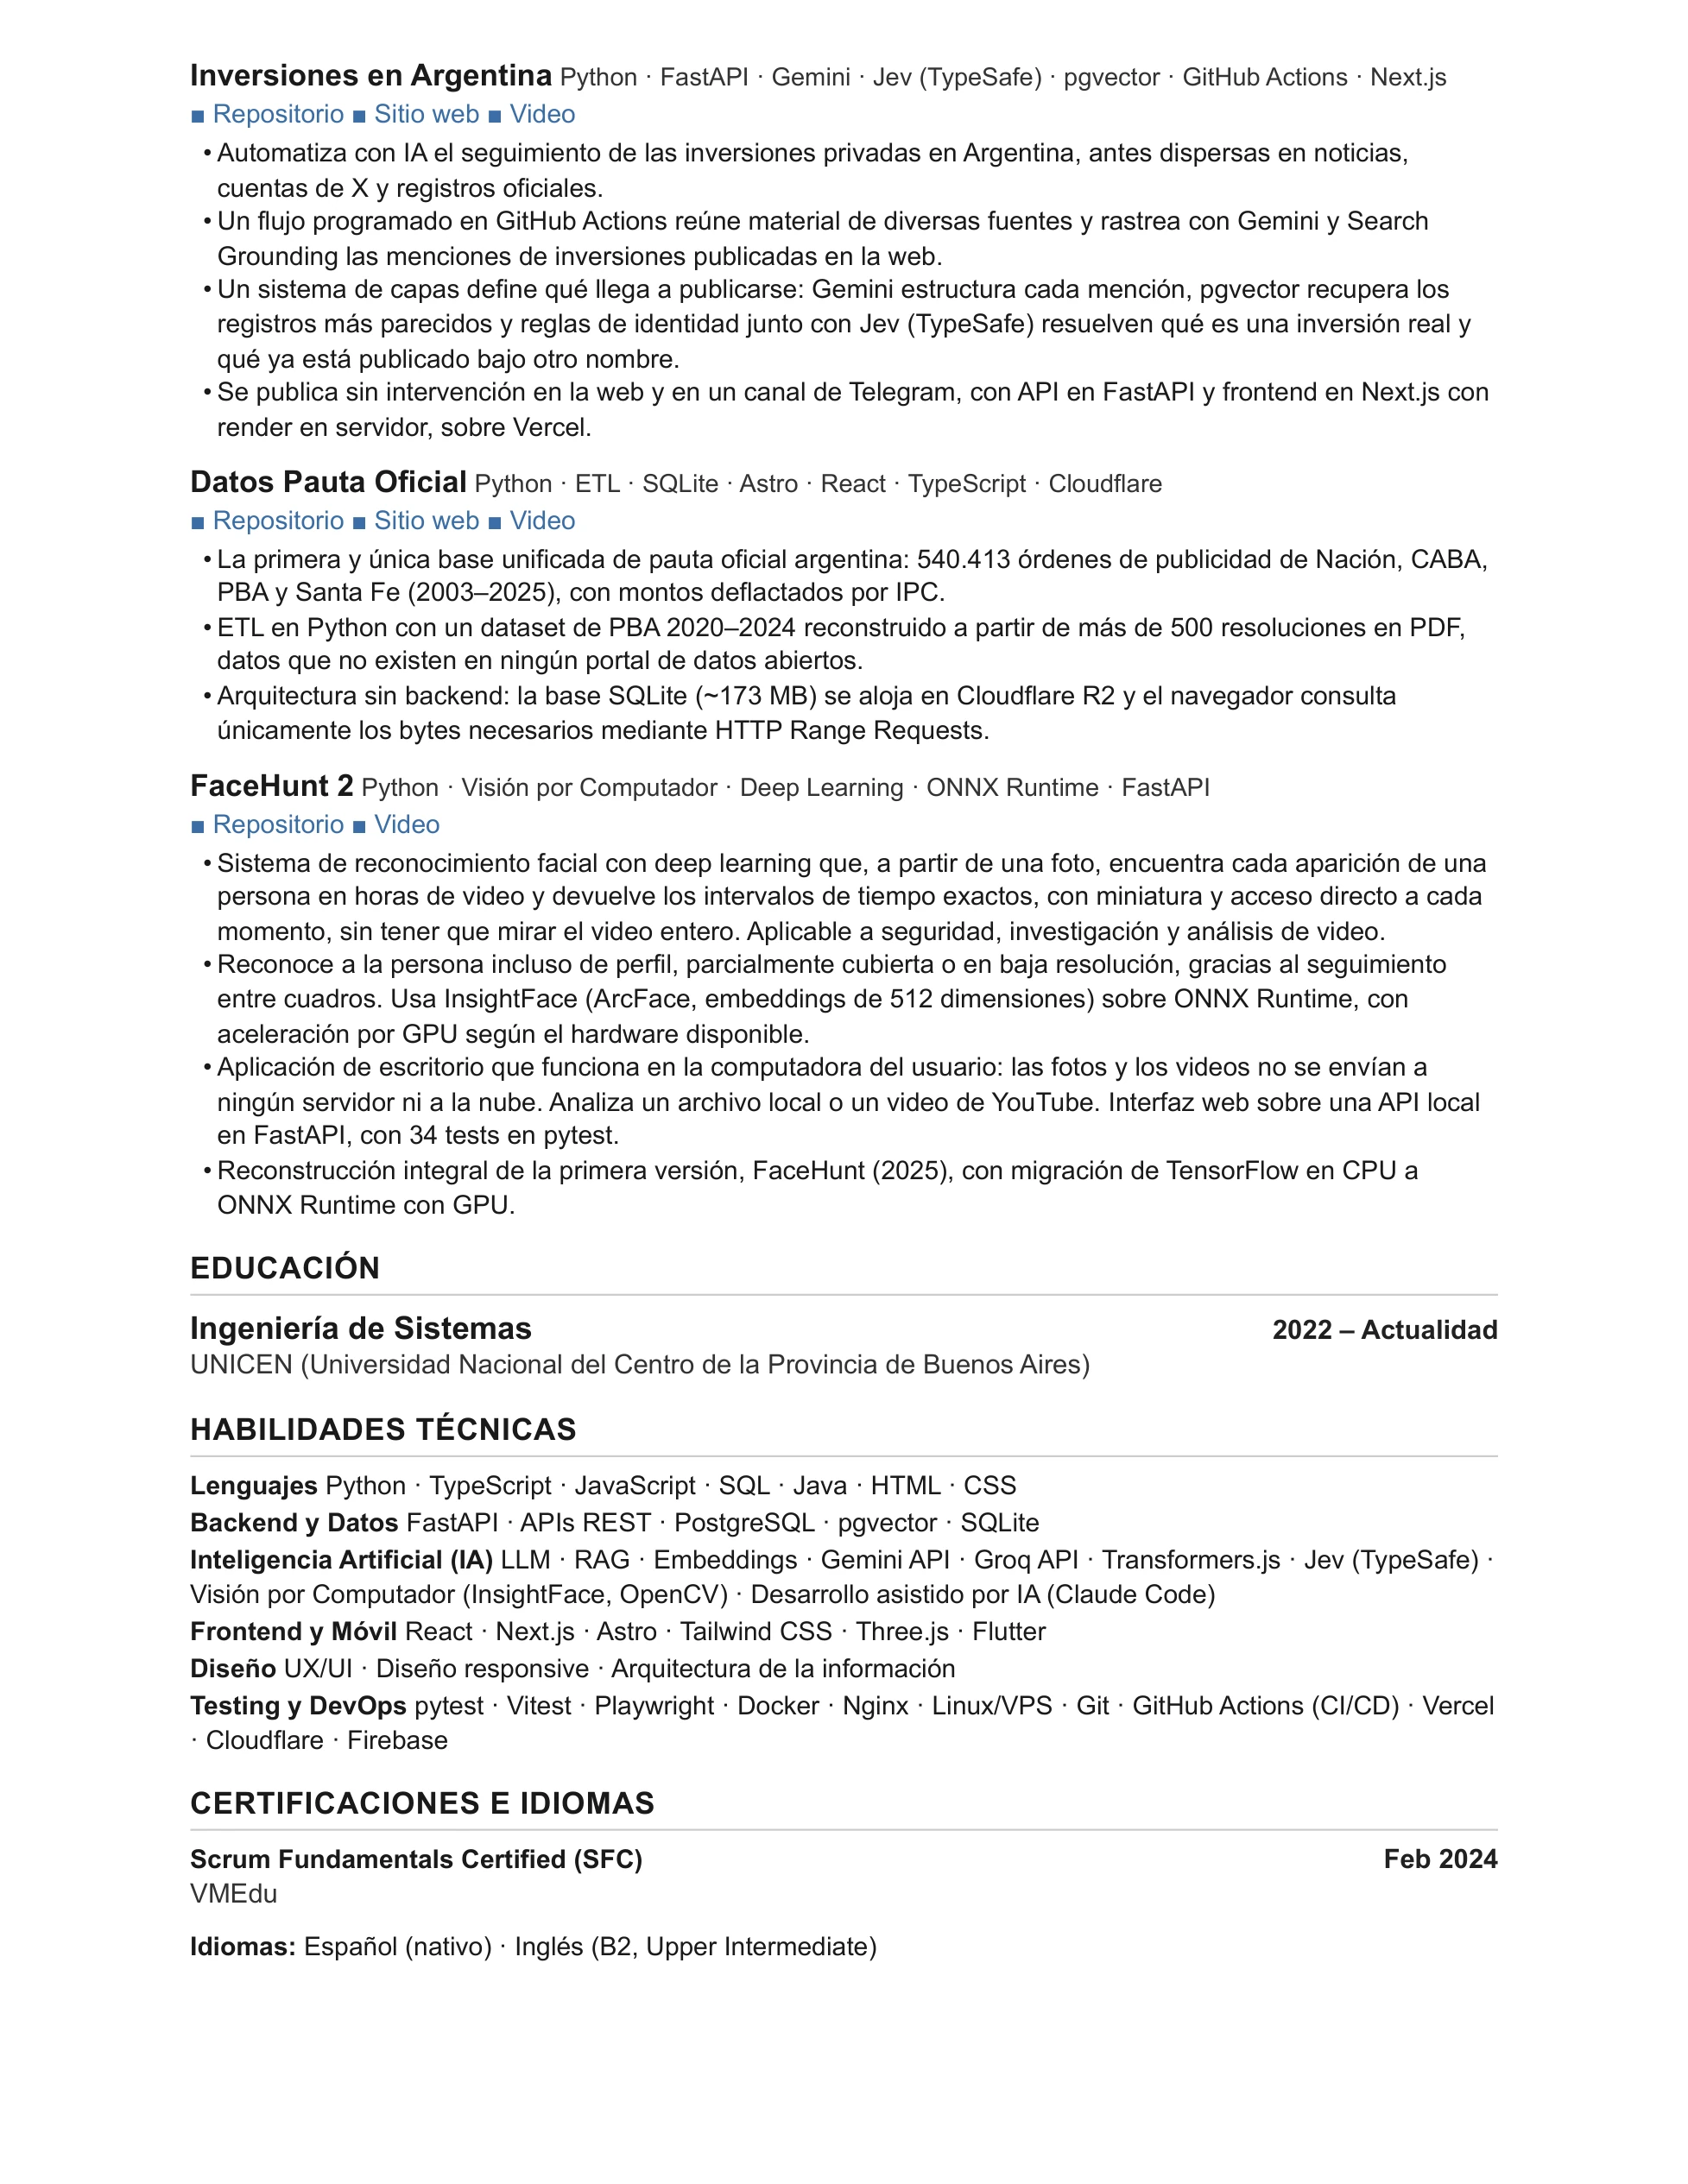 Inversiones en Argentina Python · FastAPI · Gemini · Jev (TypeSafe) · pgvector · GitHub Actions · Next.js
■ Repositorio ■ Sitio web ■ Video
• Automatiza con IA el seguimiento de las inversiones privadas en Argentina, antes dispersas en noticias,
cuentas de X y registros oficiales.
• Un flujo programado en GitHub Actions reúne material de diversas fuentes y rastrea con Gemini y Search
Grounding las menciones de inversiones publicadas en la web.
• Un sistema de capas define qué llega a publicarse: Gemini estructura cada mención, pgvector recupera los
registros más parecidos y reglas de identidad junto con Jev (TypeSafe) resuelven qué es una inversión real y
qué ya está publicado bajo otro nombre.
• Se publica sin intervención en la web y en un canal de Telegram, con API en FastAPI y frontend en Next.js con
render en servidor, sobre Vercel.
Datos Pauta Oficial Python · ETL · SQLite · Astro · React · TypeScript · Cloudflare
■ Repositorio ■ Sitio web ■ Video
• La primera y única base unificada de pauta oficial argentina: 540.413 órdenes de publicidad de Nación, CABA,
PBA y Santa Fe (2003–2025), con montos deflactados por IPC.
• ETL en Python con un dataset de PBA 2020–2024 reconstruido a partir de más de 500 resoluciones en PDF,
datos que no existen en ningún portal de datos abiertos.
• Arquitectura sin backend: la base SQLite (~173 MB) se aloja en Cloudflare R2 y el navegador consulta
únicamente los bytes necesarios mediante HTTP Range Requests.
FaceHunt 2 Python · Visión por Computador · Deep Learning · ONNX Runtime · FastAPI
■ Repositorio ■ Video
• Sistema de reconocimiento facial con deep learning que, a partir de una foto, encuentra cada aparición de una
persona en horas de video y devuelve los intervalos de tiempo exactos, con miniatura y acceso directo a cada
momento, sin tener que mirar el video entero. Aplicable a seguridad, investigación y análisis de video.
• Reconoce a la persona incluso de perfil, parcialmente cubierta o en baja resolución, gracias al seguimiento
entre cuadros. Usa InsightFace (ArcFace, embeddings de 512 dimensiones) sobre ONNX Runtime, con
aceleración por GPU según el hardware disponible.
• Aplicación de escritorio que funciona en la computadora del usuario: las fotos y los videos no se envían a
ningún servidor ni a la nube. Analiza un archivo local o un video de YouTube. Interfaz web sobre una API local
en FastAPI, con 34 tests en pytest.
• Reconstrucción integral de la primera versión, FaceHunt (2025), con migración de TensorFlow en CPU a
ONNX Runtime con GPU.
EDUCACIÓN
Ingeniería de Sistemas 2022 – Actualidad
UNICEN (Universidad Nacional del Centro de la Provincia de Buenos Aires)
HABILIDADES TÉCNICAS
Lenguajes Python · TypeScript · JavaScript · SQL · Java · HTML · CSS
Backend y Datos FastAPI · APIs REST · PostgreSQL · pgvector · SQLite
Inteligencia Artificial (IA) LLM · RAG · Embeddings · Gemini API · Groq API · Transformers.js · Jev (TypeSafe) ·
Visión por Computador (InsightFace, OpenCV) · Desarrollo asistido por IA (Claude Code)
Frontend y Móvil React · Next.js · Astro · Tailwind CSS · Three.js · Flutter
Diseño UX/UI · Diseño responsive · Arquitectura de la información
Testing y DevOps pytest · Vitest · Playwright · Docker · Nginx · Linux/VPS · Git · GitHub Actions (CI/CD) · Vercel
· Cloudflare · Firebase
CERTIFICACIONES E IDIOMAS
Scrum Fundamentals Certified (SFC) Feb 2024
VMEdu
Idiomas: Español (nativo) · Inglés (B2, Upper Intermediate)